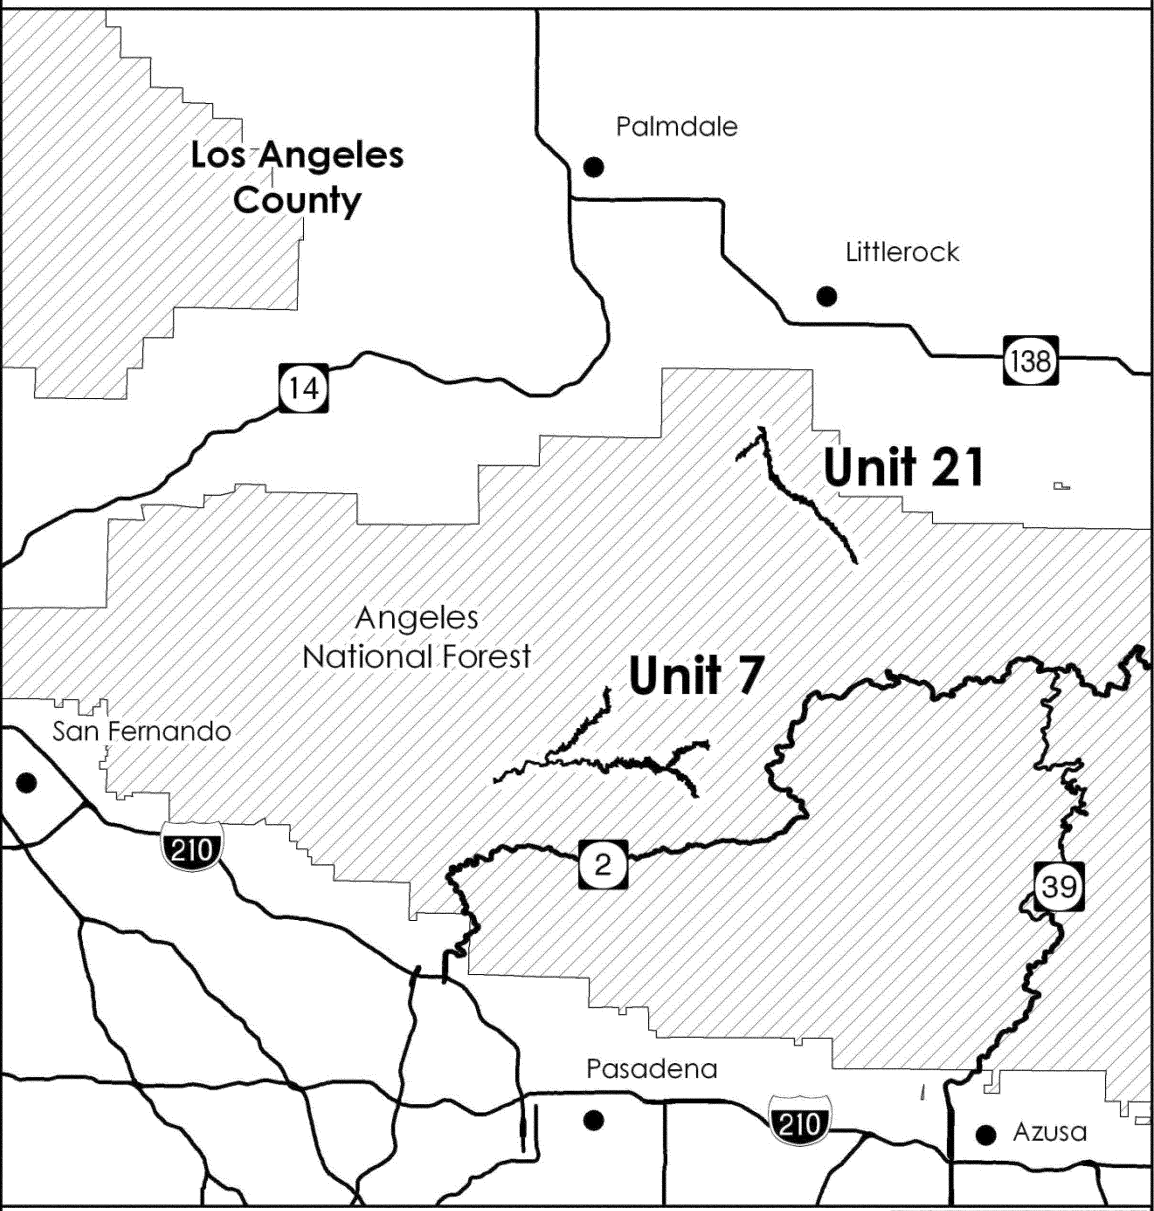 Palmdale
Los Angeles
County
Littlerock
138
14
Unit 21
Angeles
National Forest
Unit 7
San Fernando
210
2
39
Pasadena
210
Azusa